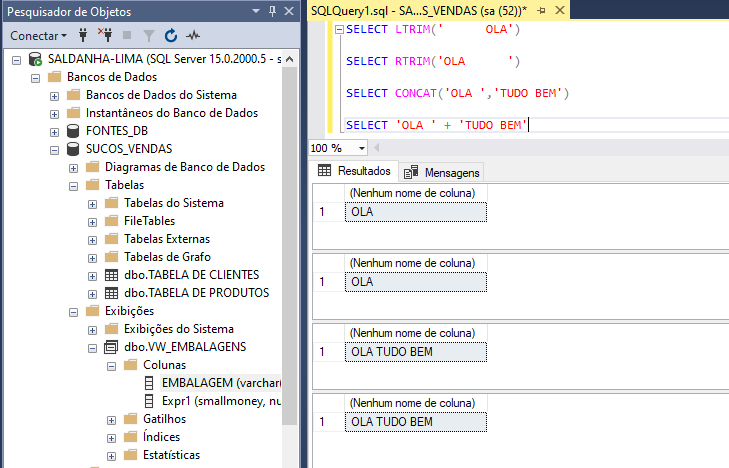 Pesquisador de Objetos
Conectar
SALDANHA-LIMA (SQL Server 15.0.2000.5 - s
Bancos de Dados
Bancos de Dados do Sistema
Instantâneos do Banco de Dados
FONTES_DB
SUCOS_VENDAS
Diagramas de Banco de Dados
Tabelas
Tabelas do Sistema
FileTables
Tabelas Externas
Tabelas de Grafo
dbo.TABELA DE CLIENTES
dbo.TABELA DE PRODUTOS
Exibições
Exibições do Sistema
dbo.VW_EMBALAGENS
Colunas
EMBALAGEM (varchar(
Expr1 (smallmoney, nu
Gatilhos
Índices
Estatísticas
SQLQuery1.sql - SA...S_VENDAS (sa (52))*
SELECT LTRIM('      OLA')
SELECT RTRIM('OLA      ')
SELECT CONCAT('OLA ','TUDO BEM')
SELECT 'OLA ' + 'TUDO BEM'
100 %
Resultados Mensagens
(Nenhum nome de coluna)
1 OLA
(Nenhum nome de coluna)
1 OLA
(Nenhum nome de coluna)
1 OLA TUDO BEM
(Nenhum nome de coluna)
1 OLA TUDO BEM